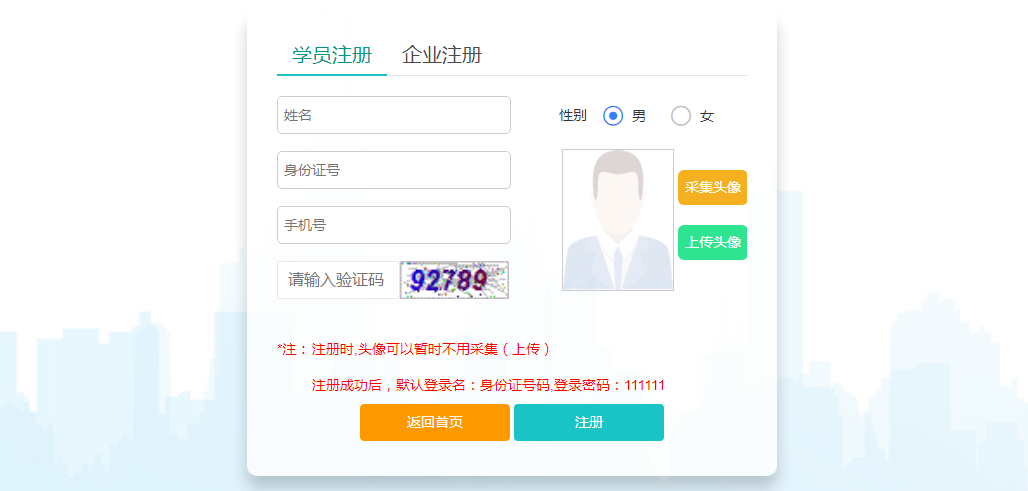 学员注册 企业注册
姓名
性别 男 女
身份证号
采集头像
手机号
上传头像
请输入验证码 92789
*注：注册时,头像可以暂时不用采集（上传）
注册成功后，默认登录名：身份证号码,登录密码：111111
返回首页 注册